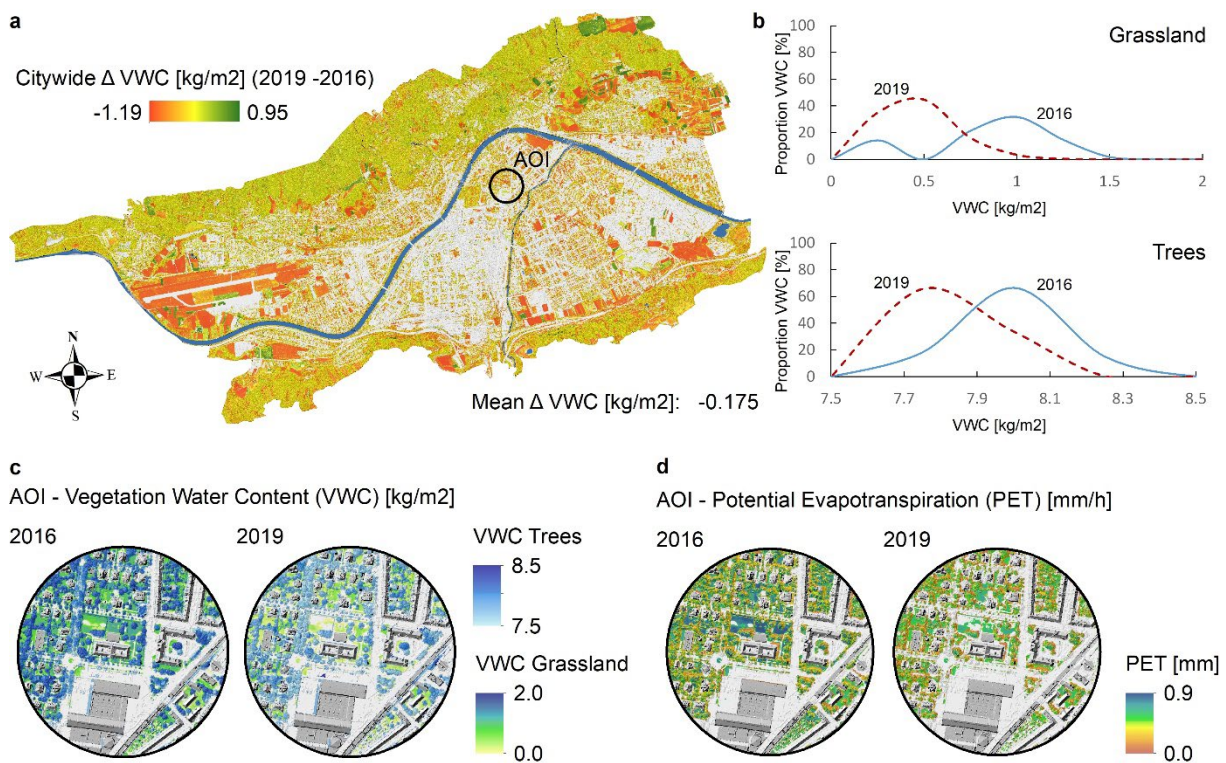 a
Citywide Δ VWC [kg/m2] (2019 -2016)
-1.19 0.95
AOI
N
W E
S
Mean Δ VWC [kg/m2]: -0.175
b
Grassland
Proportion VWC [%]
100
80
60
40
20
0
2019
2016
0 0.5 1 1.5 2
VWC [kg/m2]
Trees
Proportion VWC [%]
100
80
60
40
20
0
2019
2016
7.5 7.7 7.9 8.1 8.3 8.5
VWC [kg/m2]
c
AOI - Vegetation Water Content (VWC) [kg/m2]
2016 2019
VWC Trees
8.5
7.5
VWC Grassland
2.0
0.0
d
AOI - Potential Evapotranspiration (PET) [mm/h]
2016 2019
PET [mm]
0.9
0.0